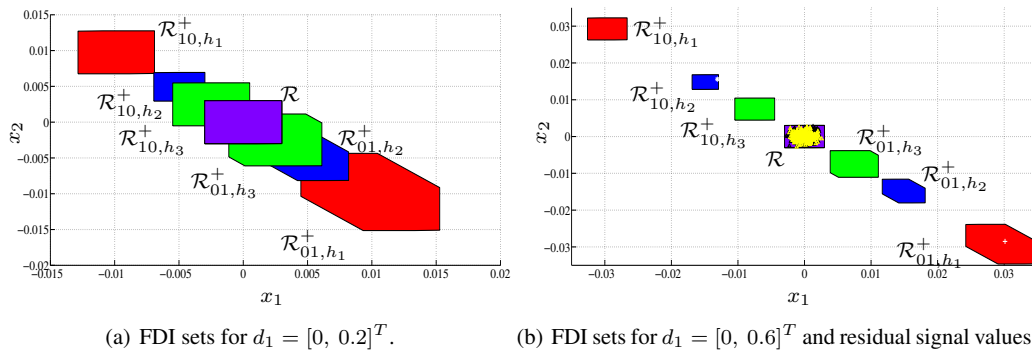 0.015
0.01
0.005
0
−0.005
−0.01
−0.015
−0.02
−0.015
−0.01
−0.005
0
0.005
0.01
0.015
0.02
x₂
x₁
ℛ⁺₁₀,ₕ₁
ℛ
ℛ⁺₁₀,ₕ₂
ℛ⁺₁₀,ₕ₃
ℛ⁺₀₁,ₕ₂
ℛ⁺₀₁,ₕ₃
ℛ⁺₀₁,ₕ₁
(a) FDI sets for d₁ = [0, 0.2]ᵀ.
0.03
0.02
0.01
0
−0.01
−0.02
−0.03
−0.03
−0.02
−0.01
0
0.01
0.02
0.03
x₂
x₁
ℛ⁺₁₀,ₕ₁
ℛ⁺₁₀,ₕ₂
ℛ⁺₁₀,ₕ₃
ℛ
ℛ⁺₀₁,ₕ₃
ℛ⁺₀₁,ₕ₂
ℛ⁺₀₁,ₕ₁
(b) FDI sets for d₁ = [0, 0.6]ᵀ and residual signal values